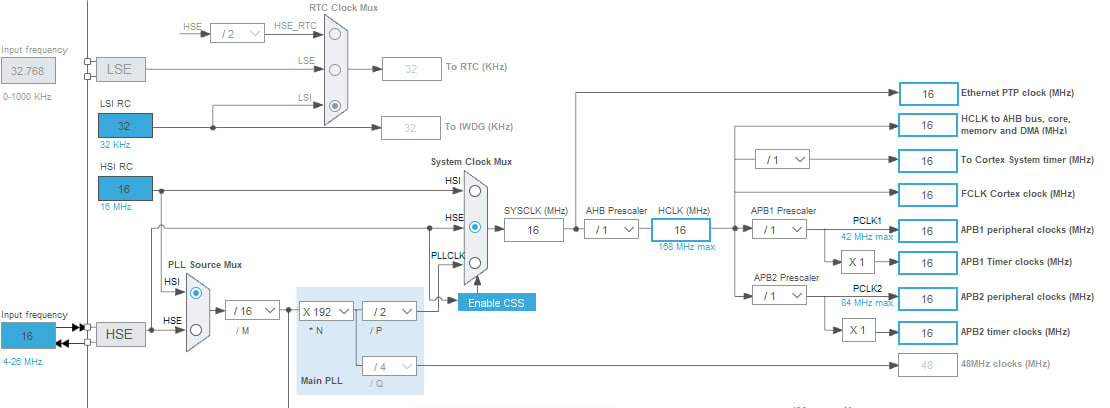 RTC Clock Mux
HSE
/ 2
HSE_RTC
Input frequency
32.768
0-1000 KHz
LSE
LSE
32
To RTC (KHz)
LSI RC
32
32 KHz
LSI
32
To IWDG (KHz)
HSI RC
16
16 MHz
System Clock Mux
HSI
HSE
PLLCLK
SYSCLK (MHz)
16
AHB Prescaler
/ 1
HCLK (MHz)
16
168 MHz max
16
Ethernet PTP clock (MHz)
16
HCLK to AHB bus, core,
memory and DMA (MHz)
/ 1
16
To Cortex System timer (MHz)
16
FCLK Cortex clock (MHz)
APB1 Prescaler
/ 1
PCLK1
42 MHz max
16
APB1 peripheral clocks (MHz)
X 1
16
APB1 Timer clocks (MHz)
APB2 Prescaler
/ 1
PCLK2
84 MHz max
16
APB2 peripheral clocks (MHz)
X 1
16
APB2 timer clocks (MHz)
PLL Source Mux
HSI
HSE
Input frequency
16
4-26 MHz
HSE
/ 16
/ M
X 192
* N
/ 2
/ P
/ 4
/ Q
Main PLL
Enable CSS
48
48MHz clocks (MHz)